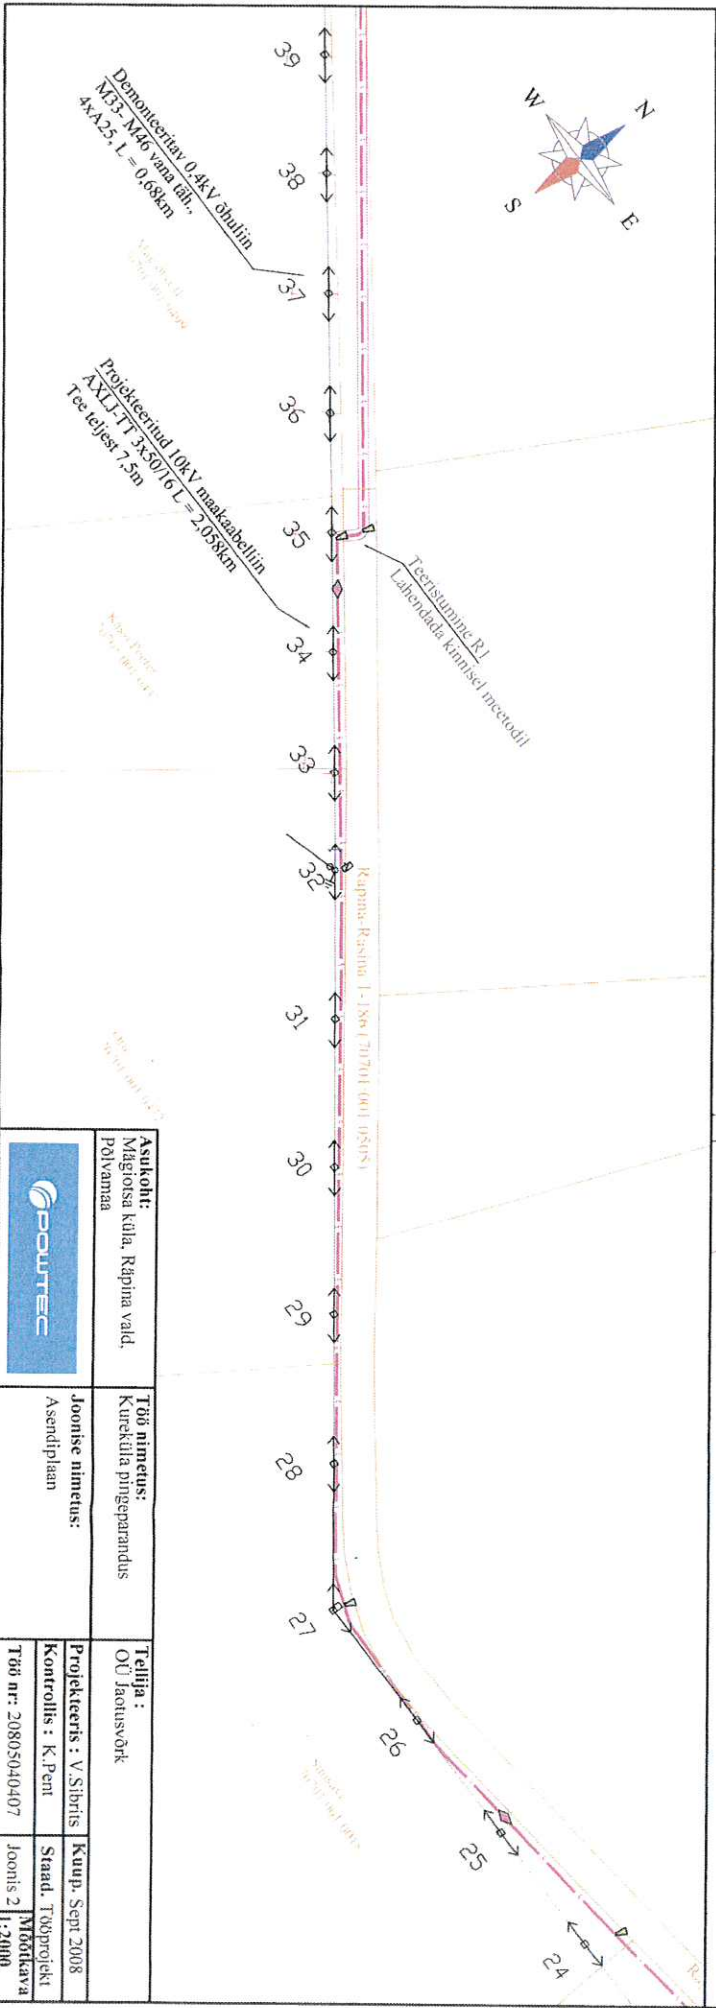 N
E
S
W
39
38
37
36
35
34
33
32
31
30
29
28
27
26
25
24
Demonteeritav 0,4kV õhuliin
M33- M46 vana täh.,
4xA25, L = 0,68km
Projekteeritud 10kV maakaabelliin
AXLJ-TT 3x50/16 L = 2,058km
Tee teljest 7,5m
Teeristumine R1
Lahendada kinnisel meetodil
Asukoht:
Mägiotsa küla, Räpina vald,
Põlvamaa
Töö nimetus:
Kureküla pingeparandus
Tellija :
OÜ Jaotusvõrk
POWTEC
Joonise nimetus:
Asendiplaan
Projekteeris : V.Sibrits
Kuup. Sept 2008
Kontrollis : K.Pent
Staad. Tööprojekt
Töö nr: 20805040407
Joonis 2
Mõõtkava
1:2000